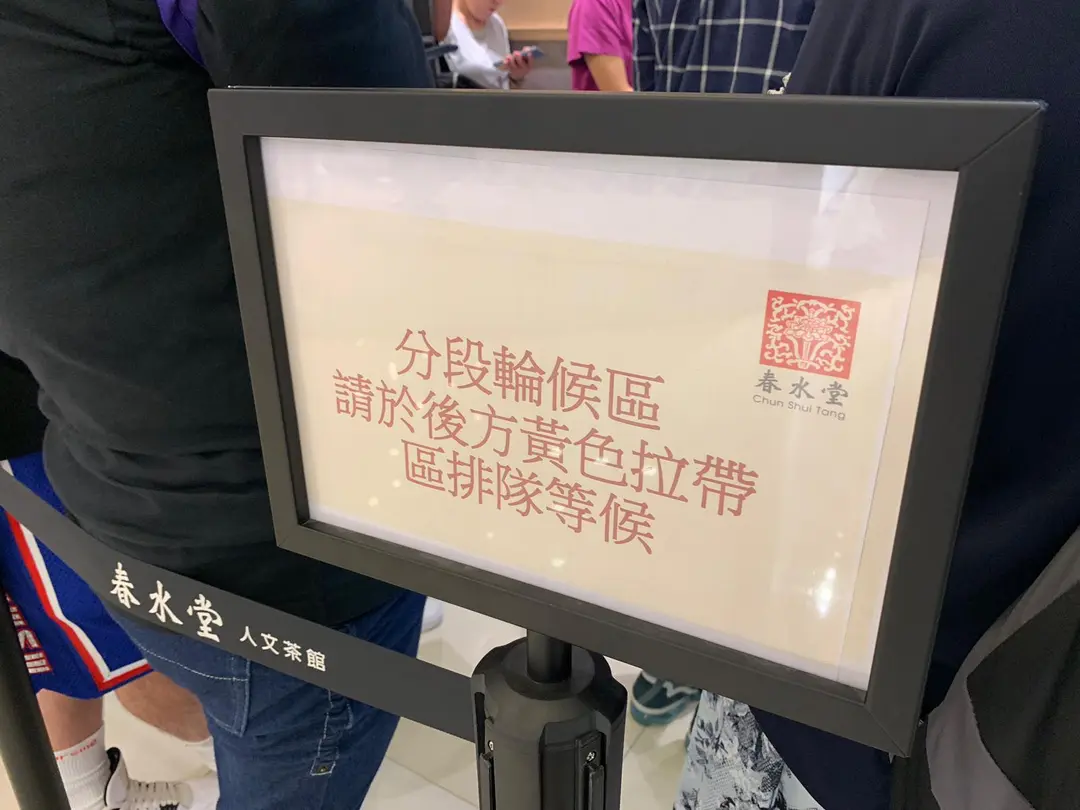 分段輪候區
請於後方黃色拉帶
區排隊等候
春水堂
Chun Shui Tang
春水堂 人文茶館